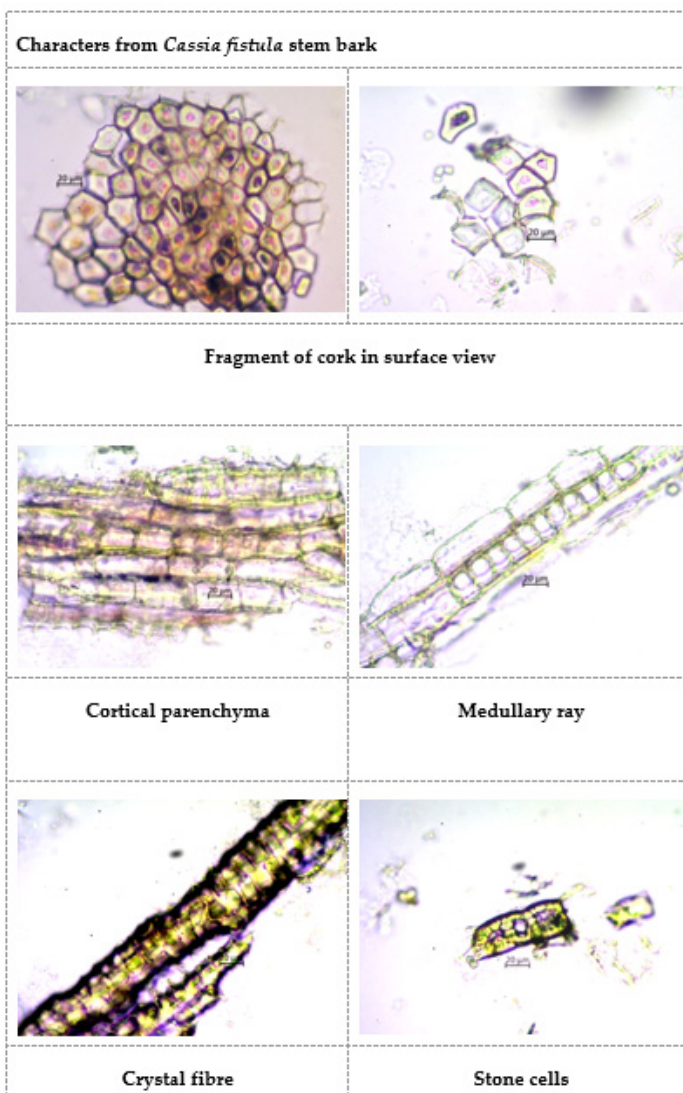 Characters from Cassia fistula stem bark
20 µm
20 µm
Fragment of cork in surface view
20 µm
20 µm
Cortical parenchyma
Medullary ray
20 µm
Crystal fibre
Stone cells